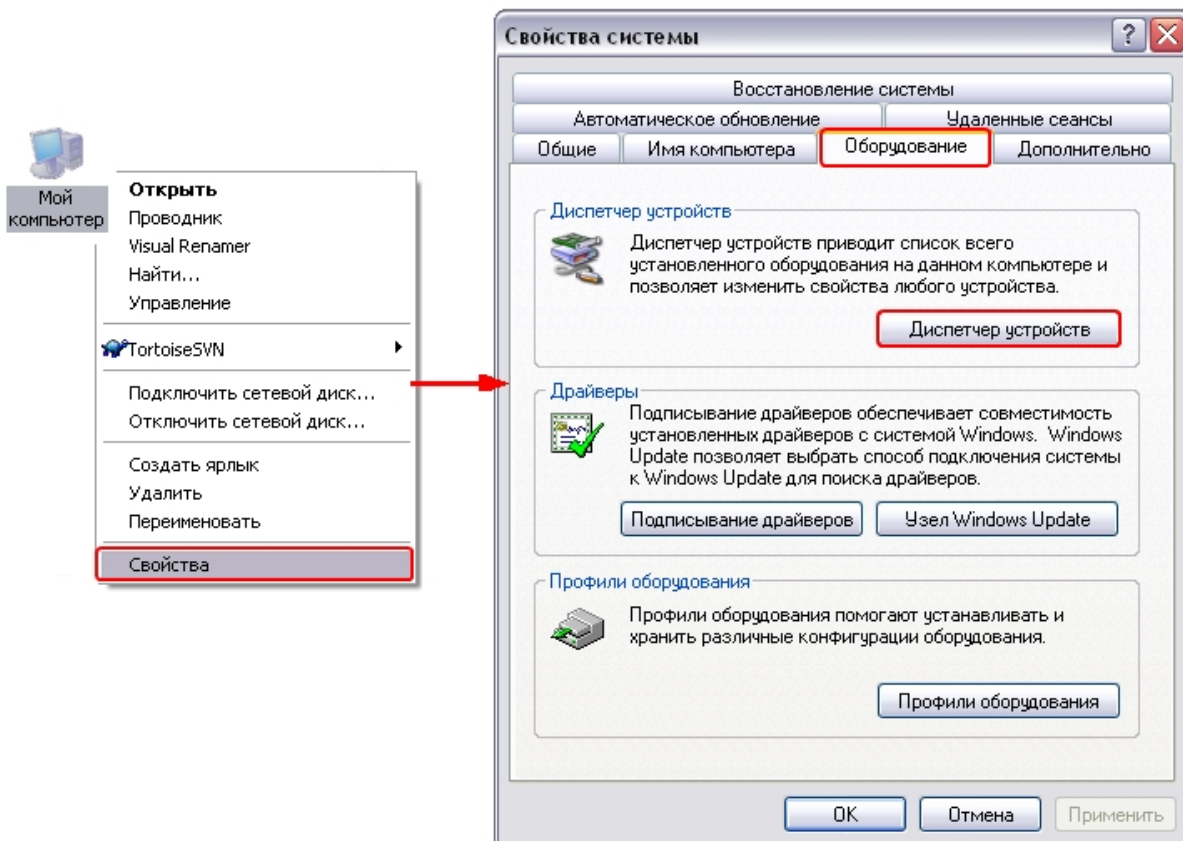 Мой
компьютер
Открыть
Проводник
Visual Renamer
Найти...
Управление
TortoiseSVN
Подключить сетевой диск...
Отключить сетевой диск...
Создать ярлык
Удалить
Переименовать
Свойства
Свойства системы
Восстановление системы
Автоматическое обновление
Удаленные сеансы
Общие
Имя компьютера
Оборудование
Дополнительно
Диспетчер устройств
Диспетчер устройств приводит список всего
установленного оборудования на данном компьютере и
позволяет изменить свойства любого устройства.
Диспетчер устройств
Драйверы
Подписывание драйверов обеспечивает совместимость
установленных драйверов с системой Windows. Windows
Update позволяет выбрать способ подключения системы
к Windows Update для поиска драйверов.
Подписывание драйверов
Узел Windows Update
Профили оборудования
Профили оборудования помогают устанавливать и
хранить различные конфигурации оборудования.
Профили оборудования
OK
Отмена
Применить